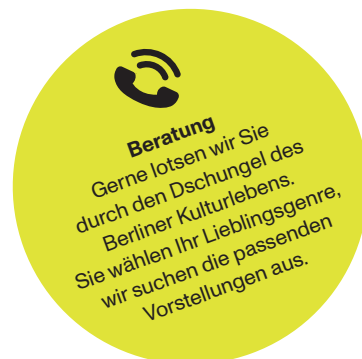 Beratung
Gerne lotsen wir Sie
durch den Dschungel des
Berliner Kulturlebens.
Sie wählen Ihr Lieblingsgenre,
wir suchen die passenden
Vorstellungen aus.